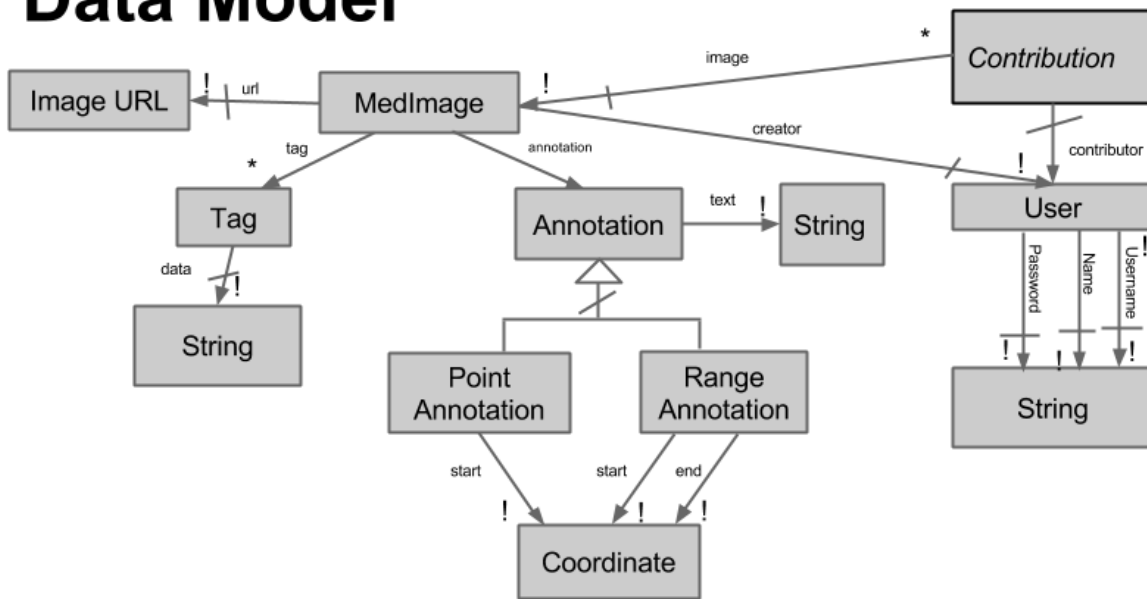 Data Model
*
Contribution
image
Image URL
!
url
MedImage
!
creator
contributor
tag
*
annotation
!
Tag
Annotation
text
!
String
User
data
!
String
Password
Name
Username
!
!
!
!
Point
Annotation
Range
Annotation
String
start
start
end
!
!
!
Coordinate